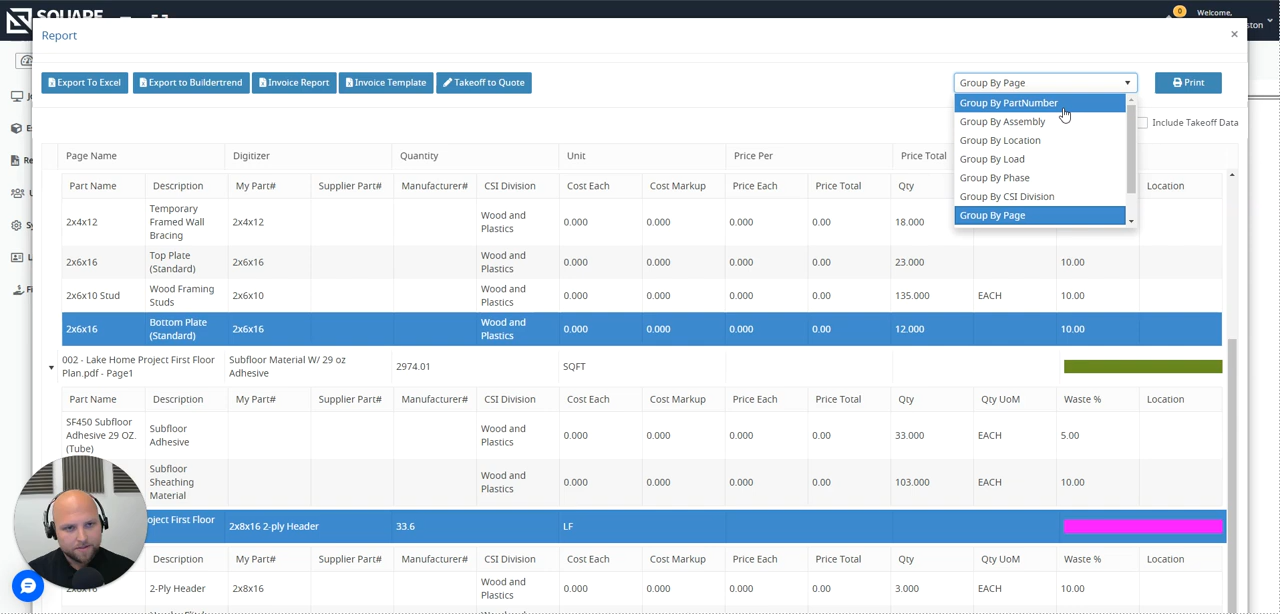 SQUARE
0
Welcome,
ston
Report
×
Export To Excel
Export to Buildertrend
Invoice Report
Invoice Template
Takeoff to Quote
Group By Page
Print
Group By PartNumber
Group By Assembly
Group By Location
Group By Load
Group By Phase
Group By CSI Division
Group By Page
Include Takeoff Data
Page Name Digitizer Quantity Unit Price Per Price Total
Part Name Description My Part# Supplier Part# Manufacturer# CSI Division Cost Each Cost Markup Price Each Price Total Qty Location
2x4x12 Temporary Framed Wall Bracing 2x4x12 Wood and Plastics 0.000 0.000 0.000 0.00 18.000
2x6x16 Top Plate (Standard) 2x6x16 Wood and Plastics 0.000 0.000 0.000 0.00 23.000 10.00
2x6x10 Stud Wood Framing Studs 2x6x10 Wood and Plastics 0.000 0.000 0.000 0.00 135.000 EACH 10.00
2x6x16 Bottom Plate (Standard) 2x6x16 Wood and Plastics 0.000 0.000 0.000 0.00 12.000 10.00
002 - Lake Home Project First Floor Plan.pdf - Page1 Subfloor Material W/ 29 oz Adhesive 2974.01 SQFT
Part Name Description My Part# Supplier Part# Manufacturer# CSI Division Cost Each Cost Markup Price Each Price Total Qty Qty UoM Waste % Location
SF450 Subfloor Adhesive 29 OZ. (Tube) Subfloor Adhesive Wood and Plastics 0.000 0.000 0.000 0.00 33.000 EACH 5.00
Subfloor Sheathing Material Wood and Plastics 0.000 0.000 0.000 0.00 103.000 EACH 10.00
oject First Floor 2x8x16 2-ply Header 33.6 LF
Description My Part# Supplier Part# Manufacturer# CSI Division Cost Each Cost Markup Price Each Price Total Qty Qty UoM Waste % Location
2x8x16 2-Ply Header 2x8x16 Wood and Plastics 0.000 0.000 0.000 0.00 3.000 EACH 10.00